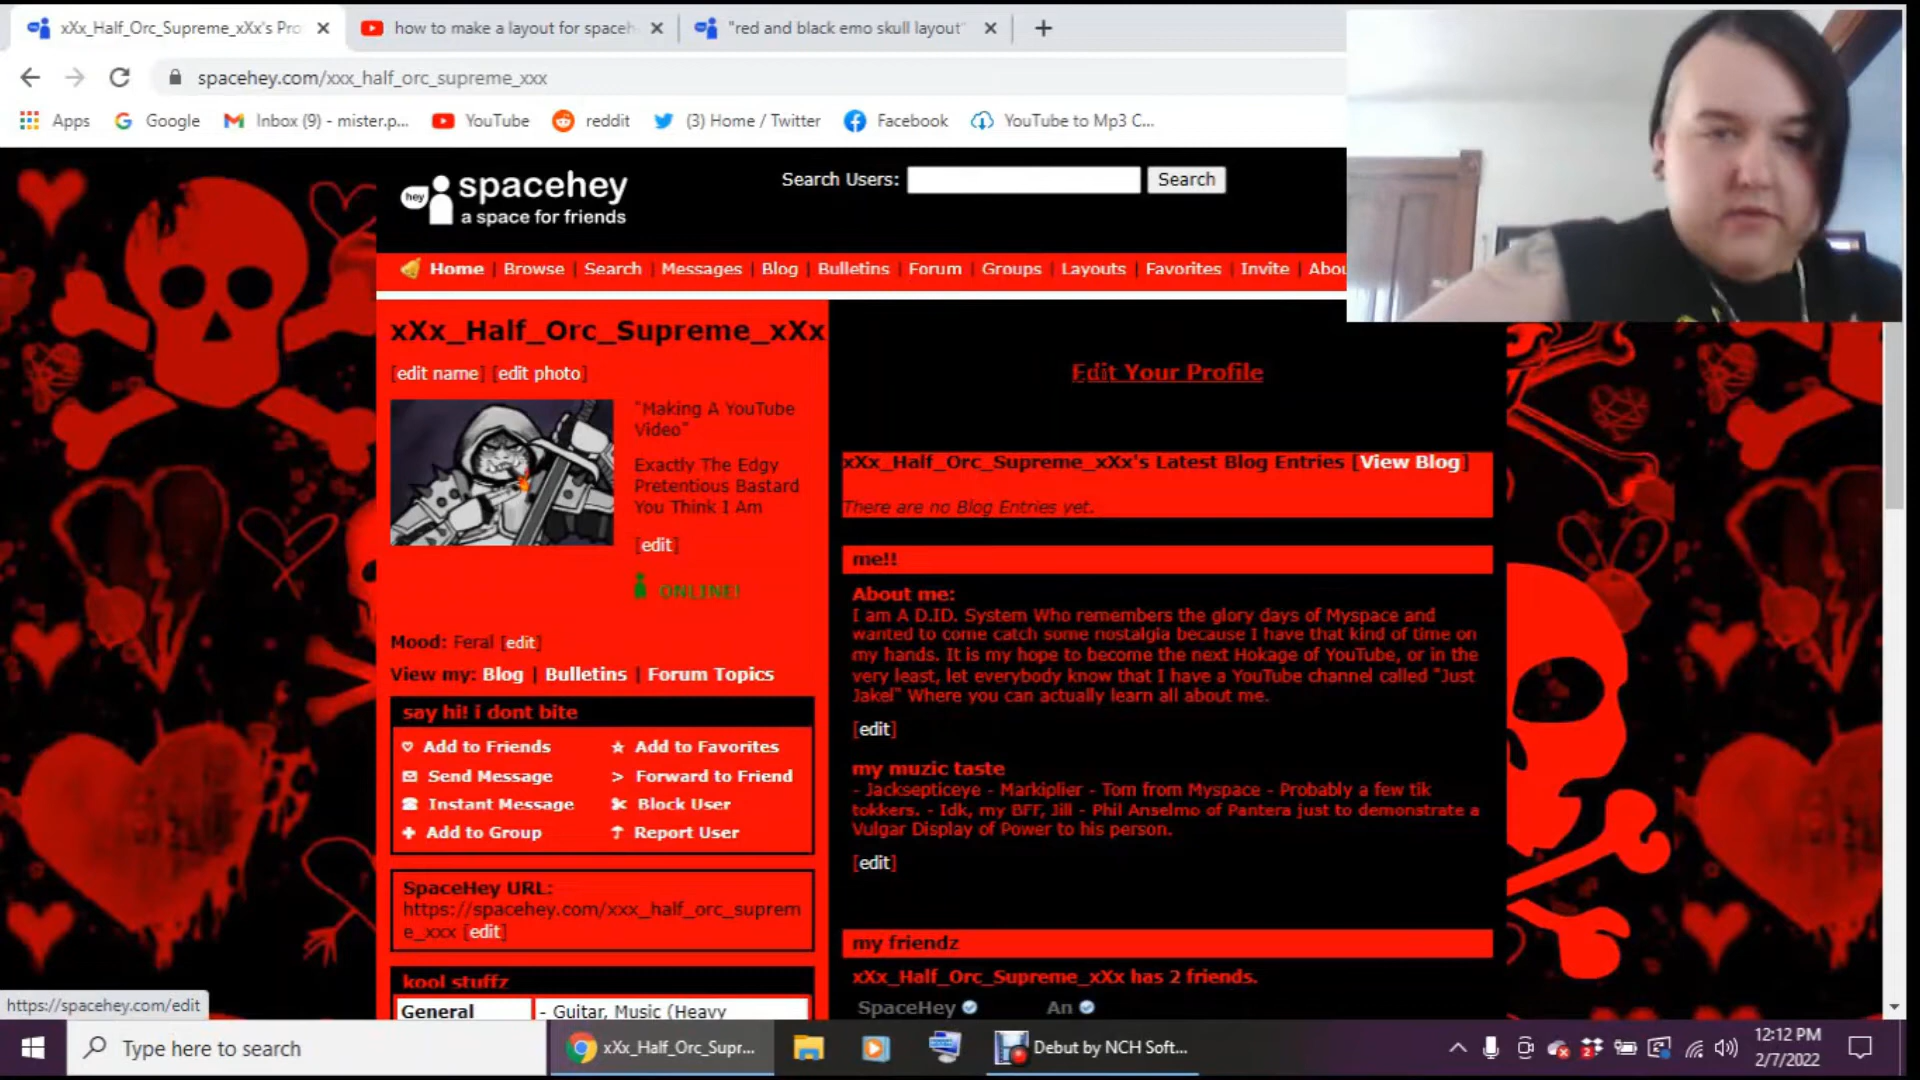 xXx_Half_Orc_Supreme_xXx's Pro
how to make a layout for spaceh
"red and black emo skull layout"
spacehey.com/xxx_half_orc_supreme_xxx
Apps
Google
Inbox (9) - mister.p...
YouTube
reddit
(3) Home / Twitter
Facebook
YouTube to Mp3 C...
hey
spacehey
a space for friends
Search Users:
Search
Home | Browse | Search | Messages | Blog | Bulletins | Forum | Groups | Layouts | Favorites | Invite | Abou
xXx_Half_Orc_Supreme_xXx
[edit name] [edit photo]
"Making A YouTube
Video"
Exactly The Edgy
Pretentious Bastard
You Think I Am
[edit]
ONLINE!
Mood: Feral [edit]
View my: Blog | Bulletins | Forum Topics
say hi! i dont bite
Add to Friends
Add to Favorites
Send Message
> Forward to Friend
Instant Message
Block User
Add to Group
Report User
SpaceHey URL:
https://spacehey.com/xxx_half_orc_suprem
e_xxx [edit]
kool stuffz
General
- Guitar, Music (Heavy
Edit Your Profile
xXx_Half_Orc_Supreme_xXx's Latest Blog Entries [View Blog]
There are no Blog Entries yet.
me!!
About me:
I am A D.ID. System Who remembers the glory days of Myspace and
wanted to come catch some nostalgia because I have that kind of time on
my hands. It is my hope to become the next Hokage of YouTube, or in the
very least, let everybody know that I have a YouTube channel called "Just
Jakel" Where you can actually learn all about me.
[edit]
my muzic taste
- Jacksepticeye - Markiplier - Tom from Myspace - Probably a few tik
tokkers. - Idk, my BFF, Jill - Phil Anselmo of Pantera just to demonstrate a
Vulgar Display of Power to his person.
[edit]
my friendz
xXx_Half_Orc_Supreme_xXx has 2 friends.
SpaceHey
An
https://spacehey.com/edit
Type here to search
xXx_Half_Orc_Supr...
Debut by NCH Soft...
2
12:12 PM
2/7/2022